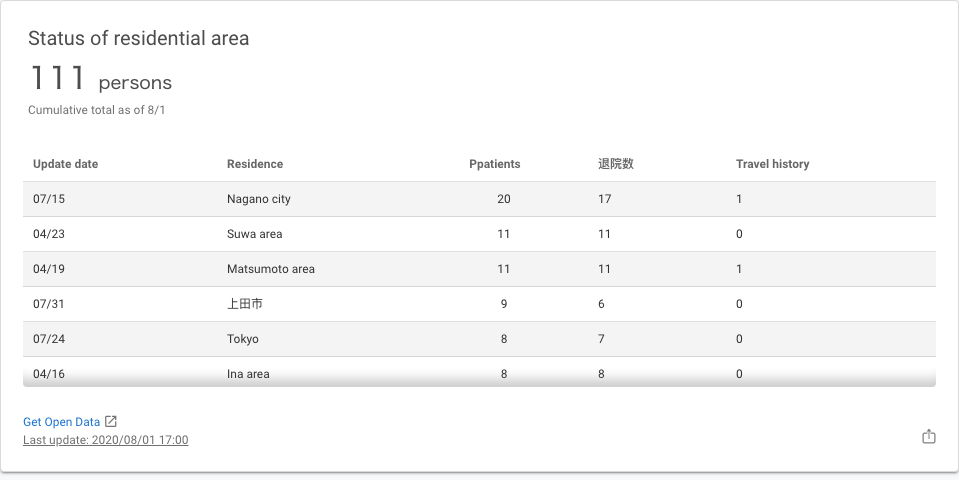 Status of residential area
111 persons
Cumulative total as of 8/1
Update date Residence Ppatients 退院数 Travel history
07/15 Nagano city 20 17 1
04/23 Suwa area 11 11 0
04/19 Matsumoto area 11 11 1
07/31 上田市 9 6 0
07/24 Tokyo 8 7 0
04/16 Ina area 8 8 0
Get Open Data
Last update: 2020/08/01 17:00